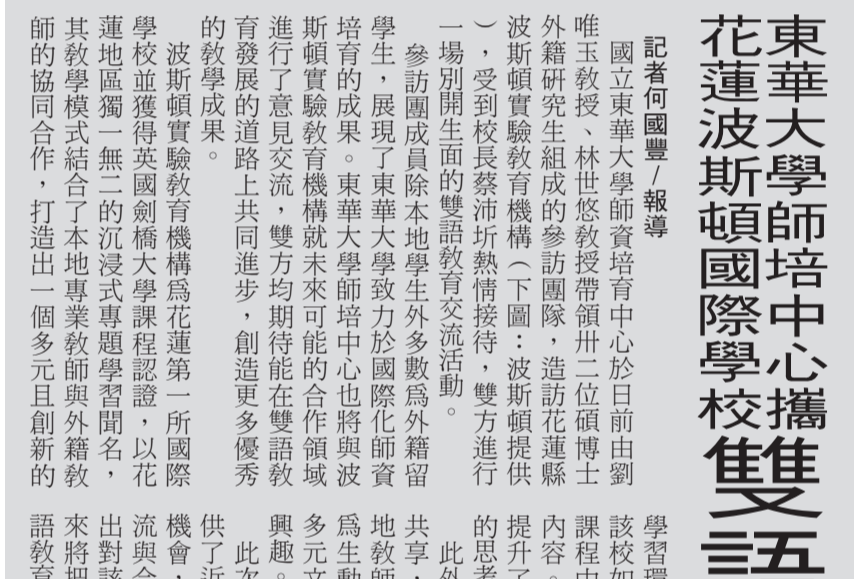 東華大學師培中心攜
花蓮波斯頓國際學校
雙語
記者何國豐/報導
國立東華大學師資培育中心於日前由劉
唯玉教授、林世悠教授帶領卅二位碩博士
外籍研究生組成的參訪團隊,造訪花蓮縣
波斯頓實驗教育機構(下圖:波斯頓提供
),受到校長蔡沛圻熱情接待,雙方進行
一場別開生面的雙語教育交流活動。
參訪團成員除本地學生外多數爲外籍留
學生,展現了東華大學致力於國際化師資
培育的成果。東華大學師培中心也將與波
斯頓實驗教育機構就未來可能的合作領域
進行了意見交流,雙方均期待能在雙語教
育發展的道路上共同進步,創造更多優秀
的教學成果。
波斯頓實驗教育機構爲花蓮第一所國際
學校並獲得英國劍橋大學課程認證,以花
蓮地區獨一無二的沉浸式專題學習聞名,
其教學模式結合了本地專業教師與外籍教
師的協同合作,打造出一個多元且創新的
學習環
該校如
課程中
內容。
提升了
的思考
此外
共享,
地教師
爲生動
多元文
興趣。
此次
供了近
機會,
流與合
出對該
來將把
語教育